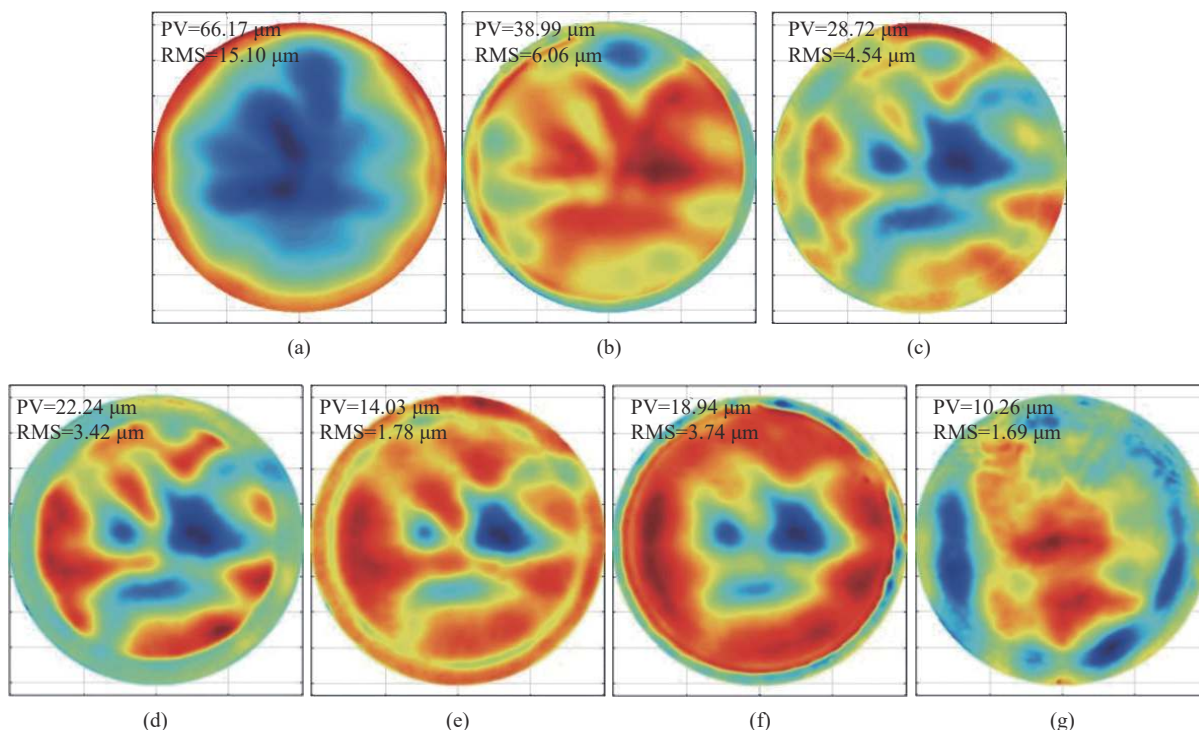 PV=66.17 μm
RMS=15.10 μm
PV=38.99 μm
RMS=6.06 μm
PV=28.72 μm
RMS=4.54 μm
(a)
(b)
(c)
PV=22.24 μm
RMS=3.42 μm
PV=14.03 μm
RMS=1.78 μm
PV=18.94 μm
RMS=3.74 μm
PV=10.26 μm
RMS=1.69 μm
(d)
(e)
(f)
(g)